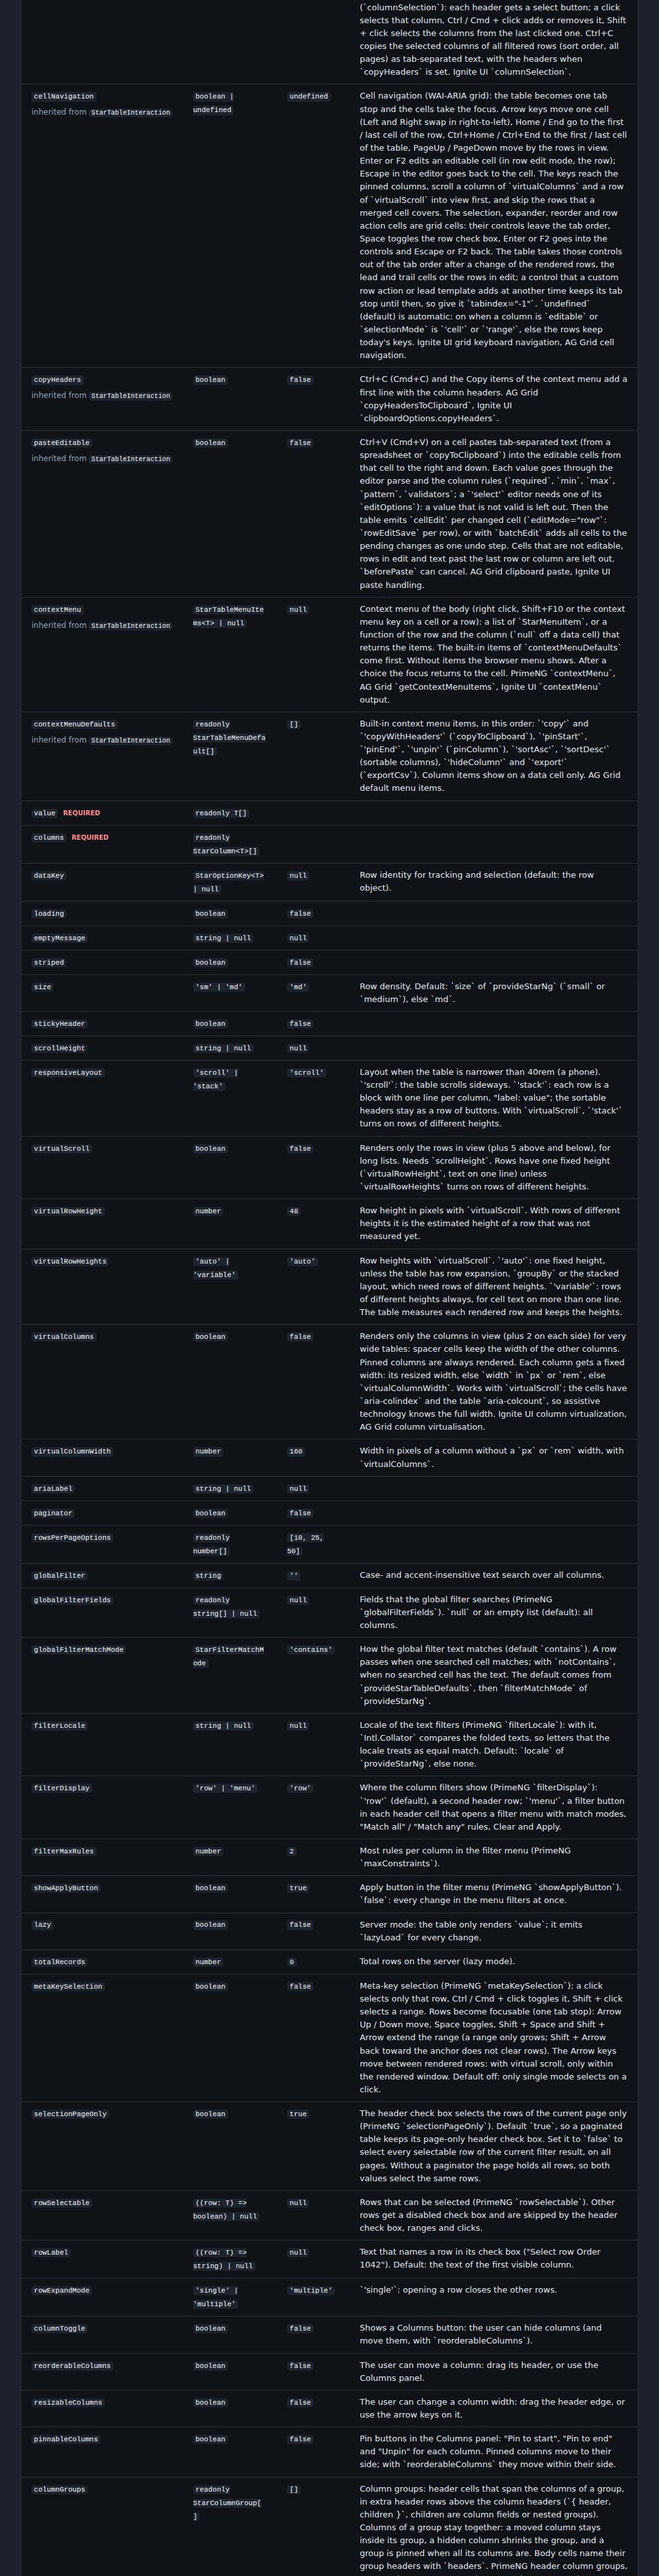 (`columnSelection`): each header gets a select button; a click
selects that column, Ctrl / Cmd + click adds or removes it, Shift
+ click selects the columns from the last clicked one. Ctrl+C
copies the selected columns of all filtered rows (sort order, all
pages) as tab-separated text, with the headers when
`copyHeaders` is set. Ignite UI `columnSelection`.
cellNavigation
inherited from StarTableInteraction
boolean |
undefined
undefined
Cell navigation (WAI-ARIA grid): the table becomes one tab
stop and the cells take the focus. Arrow keys move one cell
(Left and Right swap in right-to-left), Home / End go to the first
/ last cell of the row, Ctrl+Home / Ctrl+End to the first / last cell
of the table, PageUp / PageDown move by the rows in view.
Enter or F2 edits an editable cell (in row edit mode, the row);
Escape in the editor goes back to the cell. The keys reach the
pinned columns, scroll a column of `virtualColumns` and a row
of `virtualScroll` into view first, and skip the rows that a
merged cell covers. The selection, expander, reorder and row
action cells are grid cells: their controls leave the tab order,
Space toggles the row check box, Enter or F2 goes into the
controls and Escape or F2 back. The table takes those controls
out of the tab order after a change of the rendered rows, the
lead and trail cells or the rows in edit; a control that a custom
row action or lead template adds at another time keeps its tab
stop until then, so give it `tabindex="-1"`. `undefined`
(default) is automatic: on when a column is `editable` or
`selectionMode` is `'cell'` or `'range'`, else the rows keep
today's keys. Ignite UI grid keyboard navigation, AG Grid cell
navigation.
copyHeaders
inherited from StarTableInteraction
boolean
false
Ctrl+C (Cmd+C) and the Copy items of the context menu add a
first line with the column headers. AG Grid
`copyHeadersToClipboard`, Ignite UI
`clipboardOptions.copyHeaders`.
pasteEditable
inherited from StarTableInteraction
boolean
false
Ctrl+V (Cmd+V) on a cell pastes tab-separated text (from a
spreadsheet or `copyToClipboard`) into the editable cells from
that cell to the right and down. Each value goes through the
editor parse and the column rules (`required`, `min`, `max`,
`pattern`, `validators`; a `'select'` editor needs one of its
`editOptions`): a value that is not valid is left out. Then the
table emits `cellEdit` per changed cell (`editMode="row"`:
`rowEditSave` per row), or with `batchEdit` adds all cells to the
pending changes as one undo step. Cells that are not editable,
rows in edit and text past the last row or column are left out.
`beforePaste` can cancel. AG Grid clipboard paste, Ignite UI
paste handling.
contextMenu
inherited from StarTableInteraction
StarTableMenuIte
ms<T> | null
null
Context menu of the body (right click, Shift+F10 or the context
menu key on a cell or a row): a list of `StarMenuItem`, or a
function of the row and the column (`null` off a data cell) that
returns the items. The built-in items of `contextMenuDefaults`
come first. Without items the browser menu shows. After a
choice the focus returns to the cell. PrimeNG `contextMenu`,
AG Grid `getContextMenuItems`, Ignite UI `contextMenu`
output.
contextMenuDefaults
inherited from StarTableInteraction
readonly
StarTableMenuDefa
ult[]
[]
Built-in context menu items, in this order: `'copy'` and
`'copyWithHeaders'` (`copyToClipboard`), `'pinStart'`,
`'pinEnd'`, `'unpin'` (`pinColumn`), `'sortAsc'`, `'sortDesc'`
(sortable columns), `'hideColumn'` and `'export'`
(`exportCsv`). Column items show on a data cell only. AG Grid
default menu items.
value REQUIRED
readonly T[]
columns REQUIRED
readonly
StarColumn<T>[]
dataKey
StarOptionKey<T>
| null
null
Row identity for tracking and selection (default: the row
object).
loading
boolean
false
emptyMessage
string | null
null
striped
boolean
false
size
'sm' | 'md'
'md'
Row density. Default: `size` of `provideStarNg` (`small` or
`medium`), else `md`.
stickyHeader
boolean
false
scrollHeight
string | null
null
responsiveLayout
'scroll' |
'stack'
'scroll'
Layout when the table is narrower than 40rem (a phone).
`'scroll'`: the table scrolls sideways. `'stack'`: each row is a
block with one line per column, "label: value"; the sortable
headers stay as a row of buttons. With `virtualScroll`, `'stack'`
turns on rows of different heights.
virtualScroll
boolean
false
Renders only the rows in view (plus 5 above and below), for
long lists. Needs `scrollHeight`. Rows have one fixed height
(`virtualRowHeight`, text on one line) unless
`virtualRowHeights` turns on rows of different heights.
virtualRowHeight
number
48
Row height in pixels with `virtualScroll`. With rows of different
heights it is the estimated height of a row that was not
measured yet.
virtualRowHeights
'auto' |
'variable'
'auto'
Row heights with `virtualScroll`. `'auto'`: one fixed height,
unless the table has row expansion, `groupBy` or the stacked
layout, which need rows of different heights. `'variable'`: rows
of different heights always, for cell text on more than one line.
The table measures each rendered row and keeps the heights.
virtualColumns
boolean
false
Renders only the columns in view (plus 2 on each side) for very
wide tables: spacer cells keep the width of the other columns.
Pinned columns are always rendered. Each column gets a fixed
width: its resized width, else `width` in `px` or `rem`, else
`virtualColumnWidth`. Works with `virtualScroll`; the cells have
`aria-colindex` and the table `aria-colcount`, so assistive
technology knows the full width. Ignite UI column virtualization,
AG Grid column virtualisation.
virtualColumnWidth
number
160
Width in pixels of a column without a `px` or `rem` width, with
`virtualColumns`.
ariaLabel
string | null
null
paginator
boolean
false
rowsPerPageOptions
readonly
number[]
[10, 25,
50]
globalFilter
string
''
Case- and accent-insensitive text search over all columns.
globalFilterFields
readonly
string[] | null
null
Fields that the global filter searches (PrimeNG
`globalFilterFields`). `null` or an empty list (default): all
columns.
globalFilterMatchMode
StarFilterMatchM
ode
'contains'
How the global filter text matches (default `contains`). A row
passes when one searched cell matches; with `notContains`,
when no searched cell has the text. The default comes from
`provideStarTableDefaults`, then `filterMatchMode` of
`provideStarNg`.
filterLocale
string | null
null
Locale of the text filters (PrimeNG `filterLocale`): with it,
`Intl.Collator` compares the folded texts, so letters that the
locale treats as equal match. Default: `locale` of
`provideStarNg`, else none.
filterDisplay
'row' | 'menu'
'row'
Where the column filters show (PrimeNG `filterDisplay`):
`'row'` (default), a second header row; `'menu'`, a filter button
in each header cell that opens a filter menu with match modes,
"Match all" / "Match any" rules, Clear and Apply.
filterMaxRules
number
2
Most rules per column in the filter menu (PrimeNG
`maxConstraints`).
showApplyButton
boolean
true
Apply button in the filter menu (PrimeNG `showApplyButton`).
`false`: every change in the menu filters at once.
lazy
boolean
false
Server mode: the table only renders `value`; it emits
`lazyLoad` for every change.
totalRecords
number
0
Total rows on the server (lazy mode).
metaKeySelection
boolean
false
Meta-key selection (PrimeNG `metaKeySelection`): a click
selects only that row, Ctrl / Cmd + click toggles it, Shift + click
selects a range. Rows become focusable (one tab stop): Arrow
Up / Down move, Space toggles, Shift + Space and Shift +
Arrow extend the range (a range only grows; Shift + Arrow
back toward the anchor does not clear rows). The Arrow keys
move between rendered rows: with virtual scroll, only within
the rendered window. Default off: only single mode selects on a
click.
selectionPageOnly
boolean
true
The header check box selects the rows of the current page only
(PrimeNG `selectionPageOnly`). Default `true`, so a paginated
table keeps its page-only header check box. Set it to `false` to
select every selectable row of the current filter result, on all
pages. Without a paginator the page holds all rows, so both
values select the same rows.
rowSelectable
((row: T) =>
boolean) | null
null
Rows that can be selected (PrimeNG `rowSelectable`). Other
rows get a disabled check box and are skipped by the header
check box, ranges and clicks.
rowLabel
((row: T) =>
string) | null
null
Text that names a row in its check box ("Select row Order
1042"). Default: the text of the first visible column.
rowExpandMode
'single' |
'multiple'
'multiple'
`'single'`: opening a row closes the other rows.
columnToggle
boolean
false
Shows a Columns button: the user can hide columns (and
move them, with `reorderableColumns`).
reorderableColumns
boolean
false
The user can move a column: drag its header, or use the
Columns panel.
resizableColumns
boolean
false
The user can change a column width: drag the header edge, or
use the arrow keys on it.
pinnableColumns
boolean
false
Pin buttons in the Columns panel: "Pin to start", "Pin to end"
and "Unpin" for each column. Pinned columns move to their
side; with `reorderableColumns` they move within their side.
columnGroups
readonly
StarColumnGroup[
]
[]
Column groups: header cells that span the columns of a group,
in extra header rows above the column headers (`{ header,
children }`, children are column fields or nested groups).
Columns of a group stay together: a moved column stays
inside its group, a hidden column shrinks the group, and a
group is pinned when all its columns are. Body cells name their
group headers with `headers`. PrimeNG header column groups,